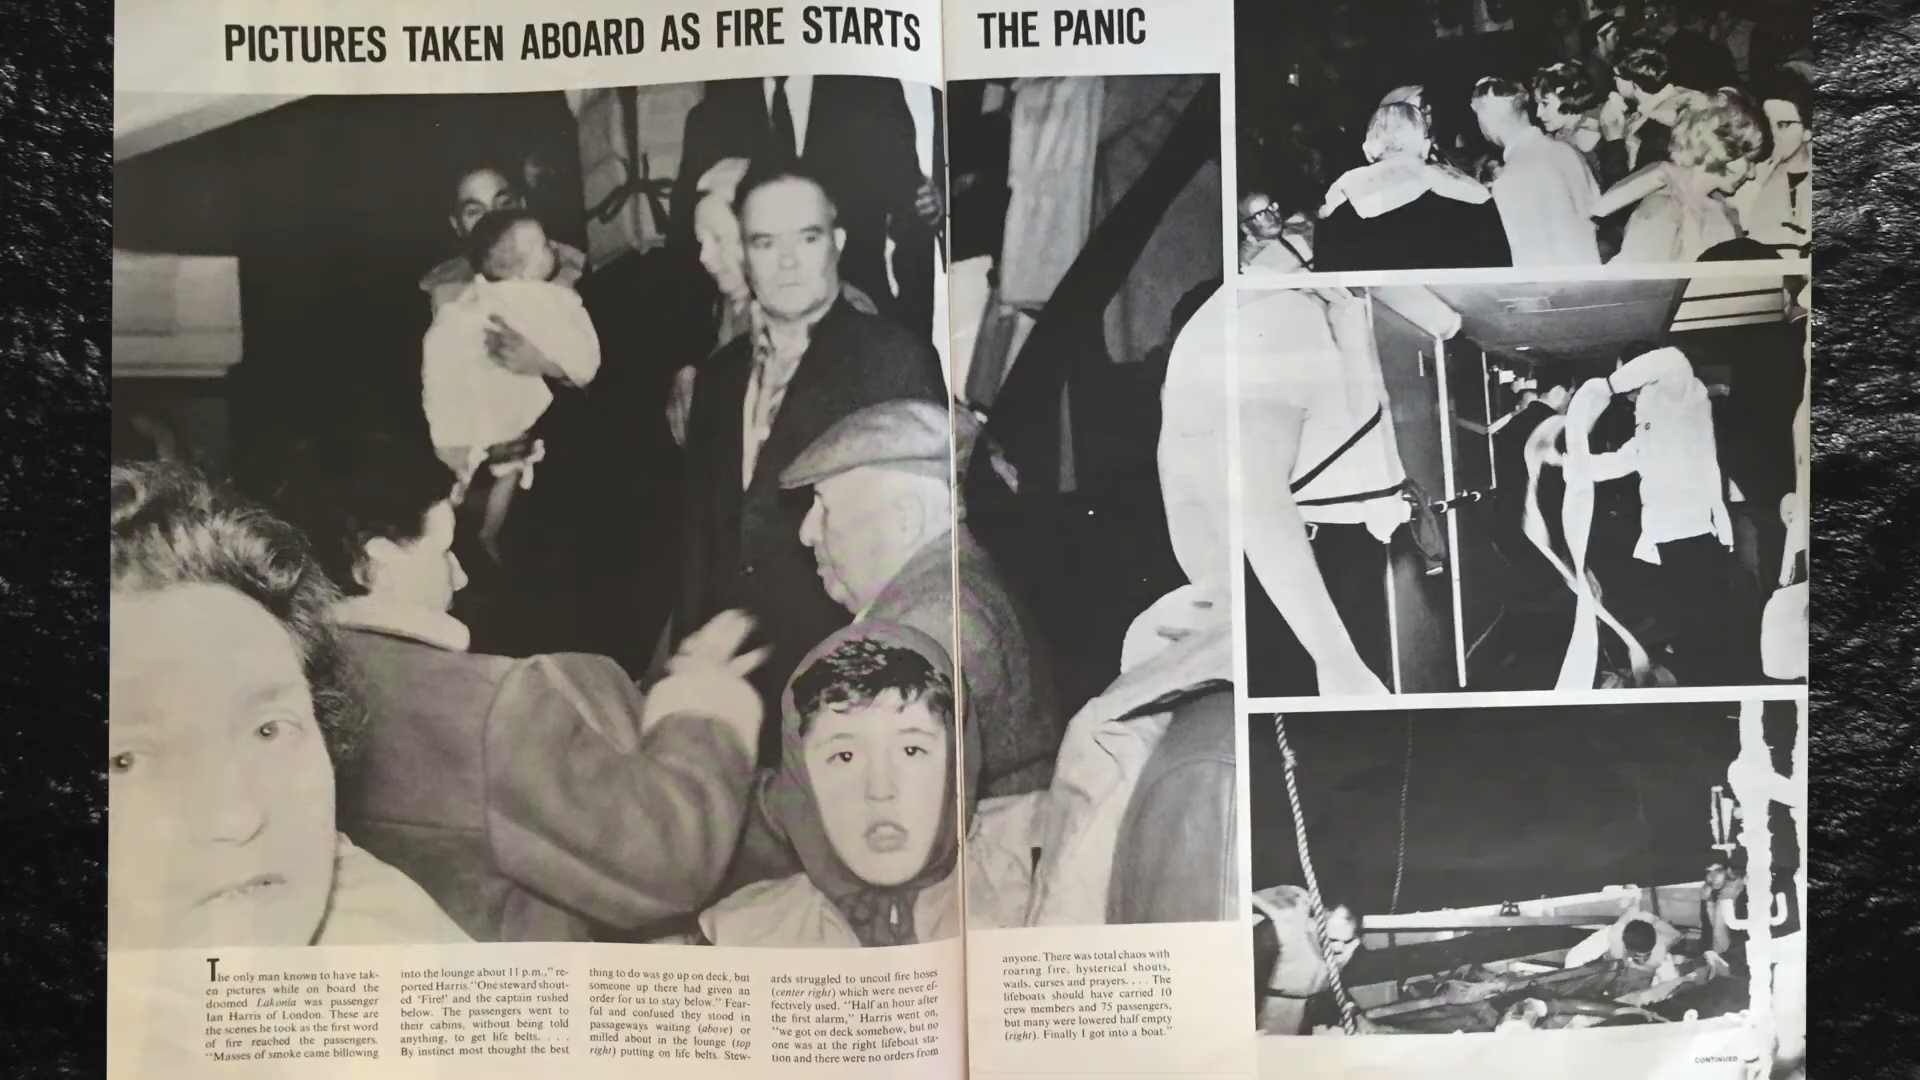 PICTURES TAKEN ABOARD AS FIRE STARTS THE PANIC
The only man known to have tak-
en pictures while on board the
doomed Lakonia was passenger
Ian Harris of London. These are
the scenes he took as the first word
of fire reached the passengers.
"Masses of smoke came billowing
into the lounge about 11 p.m.," re-
ported Harris. "One steward shout-
ed 'Fire!' and the captain rushed
below. The passengers went to
their cabins, without being told
anything, to get life belts. . . .
By instinct most thought the best
thing to do was go up on deck, but
someone up there had given an
order for us to stay below." Fear-
ful and confused they stood in
passageways waiting (above) or
milled about in the lounge (top
right) putting on life belts. Stew-
ards struggled to uncoil fire hoses
(center right) which were never ef-
fectively used. "Half an hour after
the first alarm," Harris went on,
"we got on deck somehow, but no
one was at the right lifeboat sta-
tion and there were no orders from
anyone. There was total chaos with
roaring fire, hysterical shouts,
wails, curses and prayers. . . . The
lifeboats should have carried 10
crew members and 75 passengers,
but many were lowered half empty
(right). Finally I got into a boat."
CONTINUED